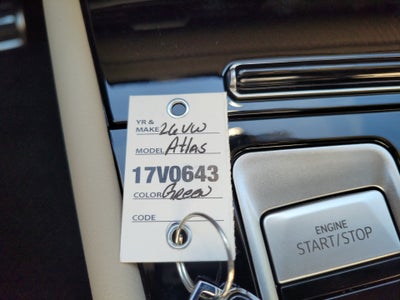 YR &
MAKE 26 VW
MODEL Atlas
17V0643
COLOR Green
CODE
ENGINE
START/STOP